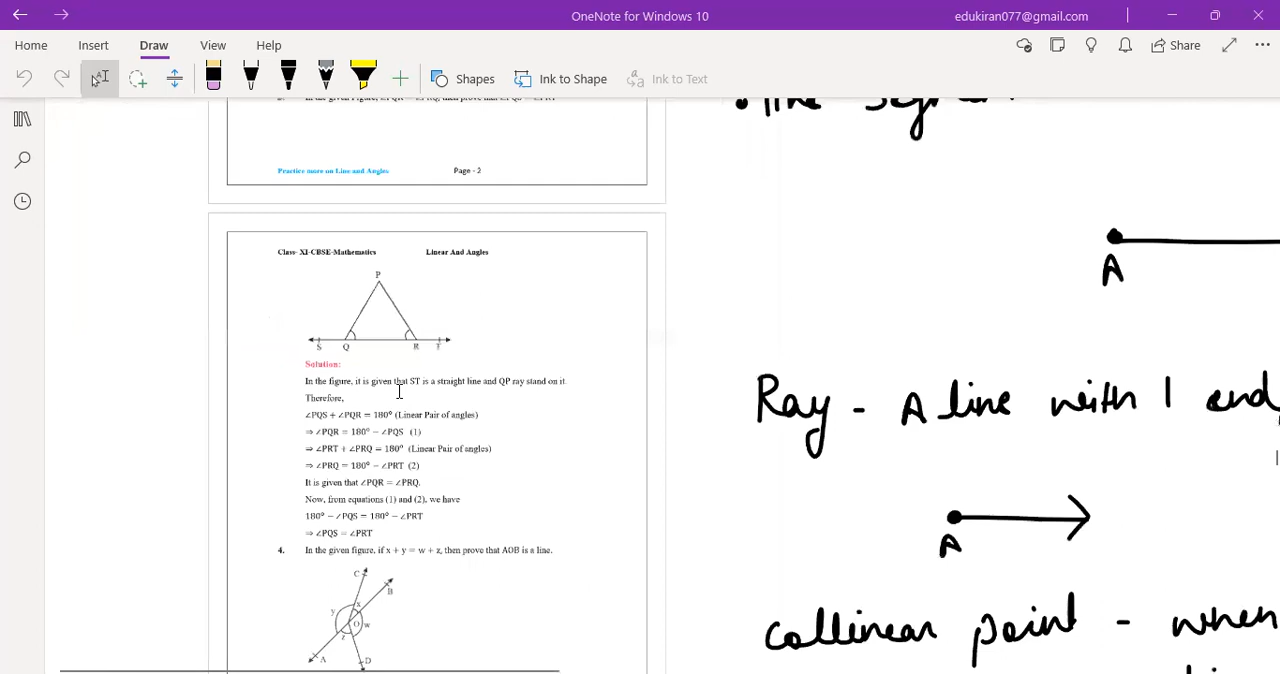 OneNote for Windows 10
edukiran077@gmail.com
Home
Insert
Draw
View
Help
Share
Shapes
Ink to Shape
Ink to Text
Practice more on Line and Angles
Page - 2
Class- XI-CBSE-Mathematics
Linear And Angles
P
S Q R T
Solution:
In the figure, it is given that ST is a straight line and QP ray stand on it.
Therefore,
∠PQS + ∠PQR = 180° (Linear Pair of angles)
⇒ ∠PQR = 180° − ∠PQS (1)
⇒ ∠PRT + ∠PRQ = 180° (Linear Pair of angles)
⇒ ∠PRQ = 180° − ∠PRT (2)
It is given that ∠PQR = ∠PRQ.
Now, from equations (1) and (2), we have
180° − ∠PQS = 180° − ∠PRT
⇒ ∠PQS = ∠PRT
4. In the given figure, if x + y = w + z, then prove that AOB is a line.
C
B
y x
O w
z
A D
A
Ray - A line with 1 end
A
Collinear point - when